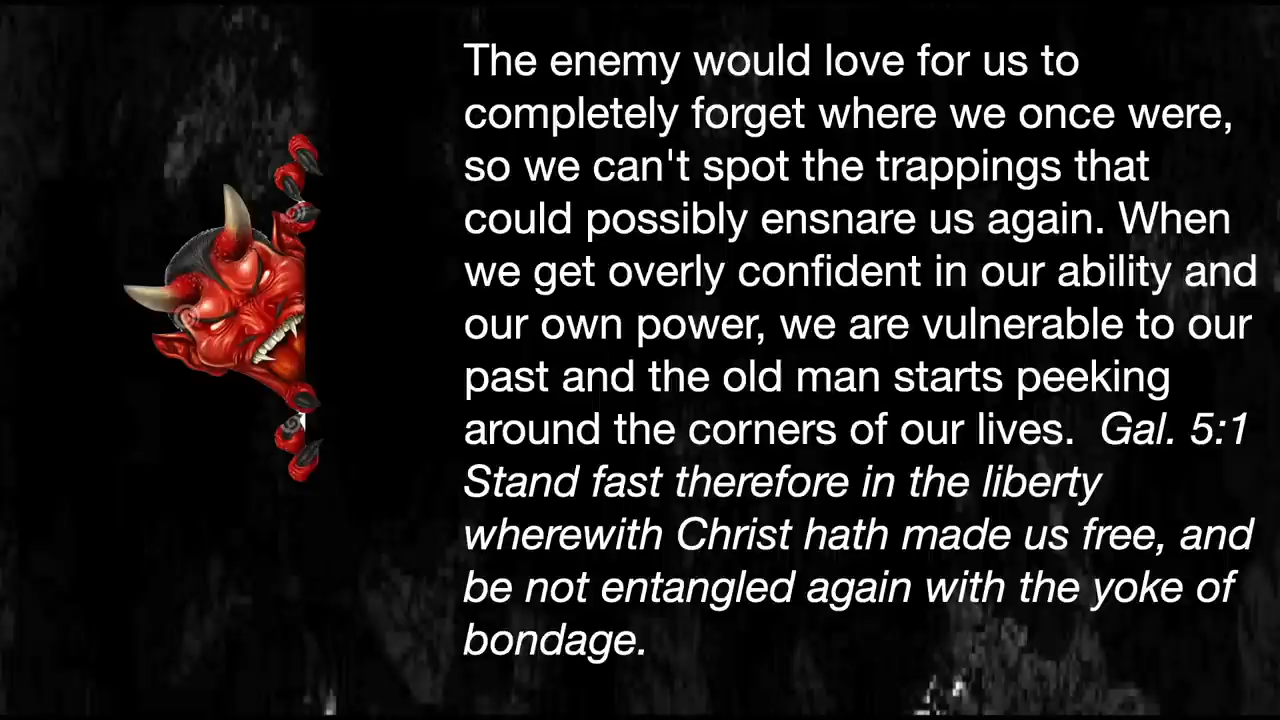 The enemy would love for us to
completely forget where we once were,
so we can't spot the trappings that
could possibly ensnare us again. When
we get overly confident in our ability and
our own power, we are vulnerable to our
past and the old man starts peeking
around the corners of our lives.  Gal. 5:1
Stand fast therefore in the liberty
wherewith Christ hath made us free, and
be not entangled again with the yoke of
bondage.